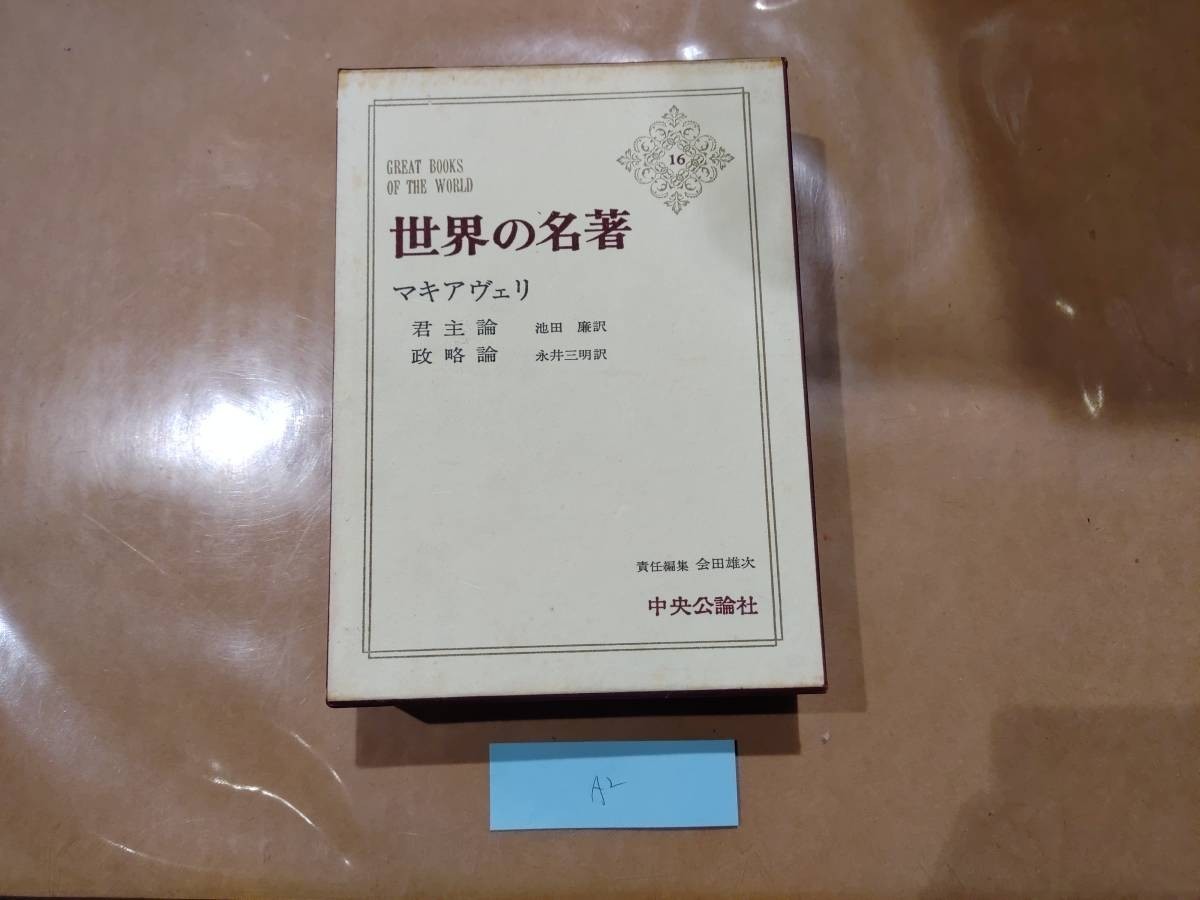 GREAT BOOKS
OF THE WORLD
16
世界の名著
マキアヴェリ
君主論 池田 廉訳
政略論 永井三明訳
責任編集 会田雄次
中央公論社
A2